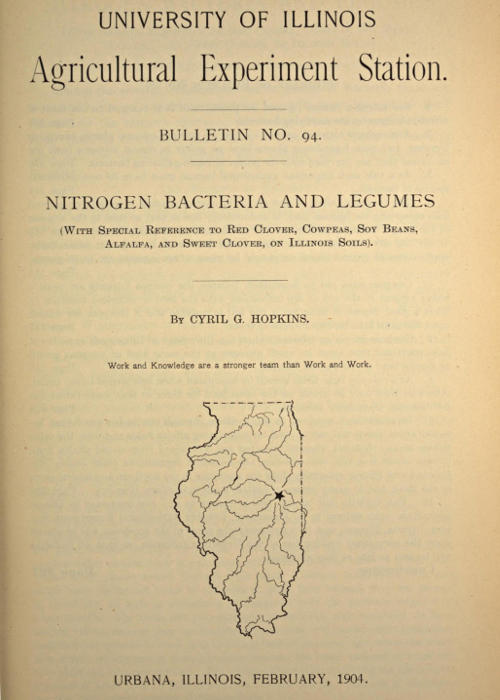 UNIVERSITY OF ILLINOIS
Agricultural Experiment Station.
BULLETIN NO. 94.
NITROGEN BACTERIA AND LEGUMES
(With Special Reference to Red Clover, Cowpeas, Soy Beans,
Alfalfa, and Sweet Clover, on Illinois Soils).
By CYRIL G. HOPKINS.
Work and Knowledge are a stronger team than Work and Work.
URBANA, ILLINOIS, FEBRUARY, 1904.